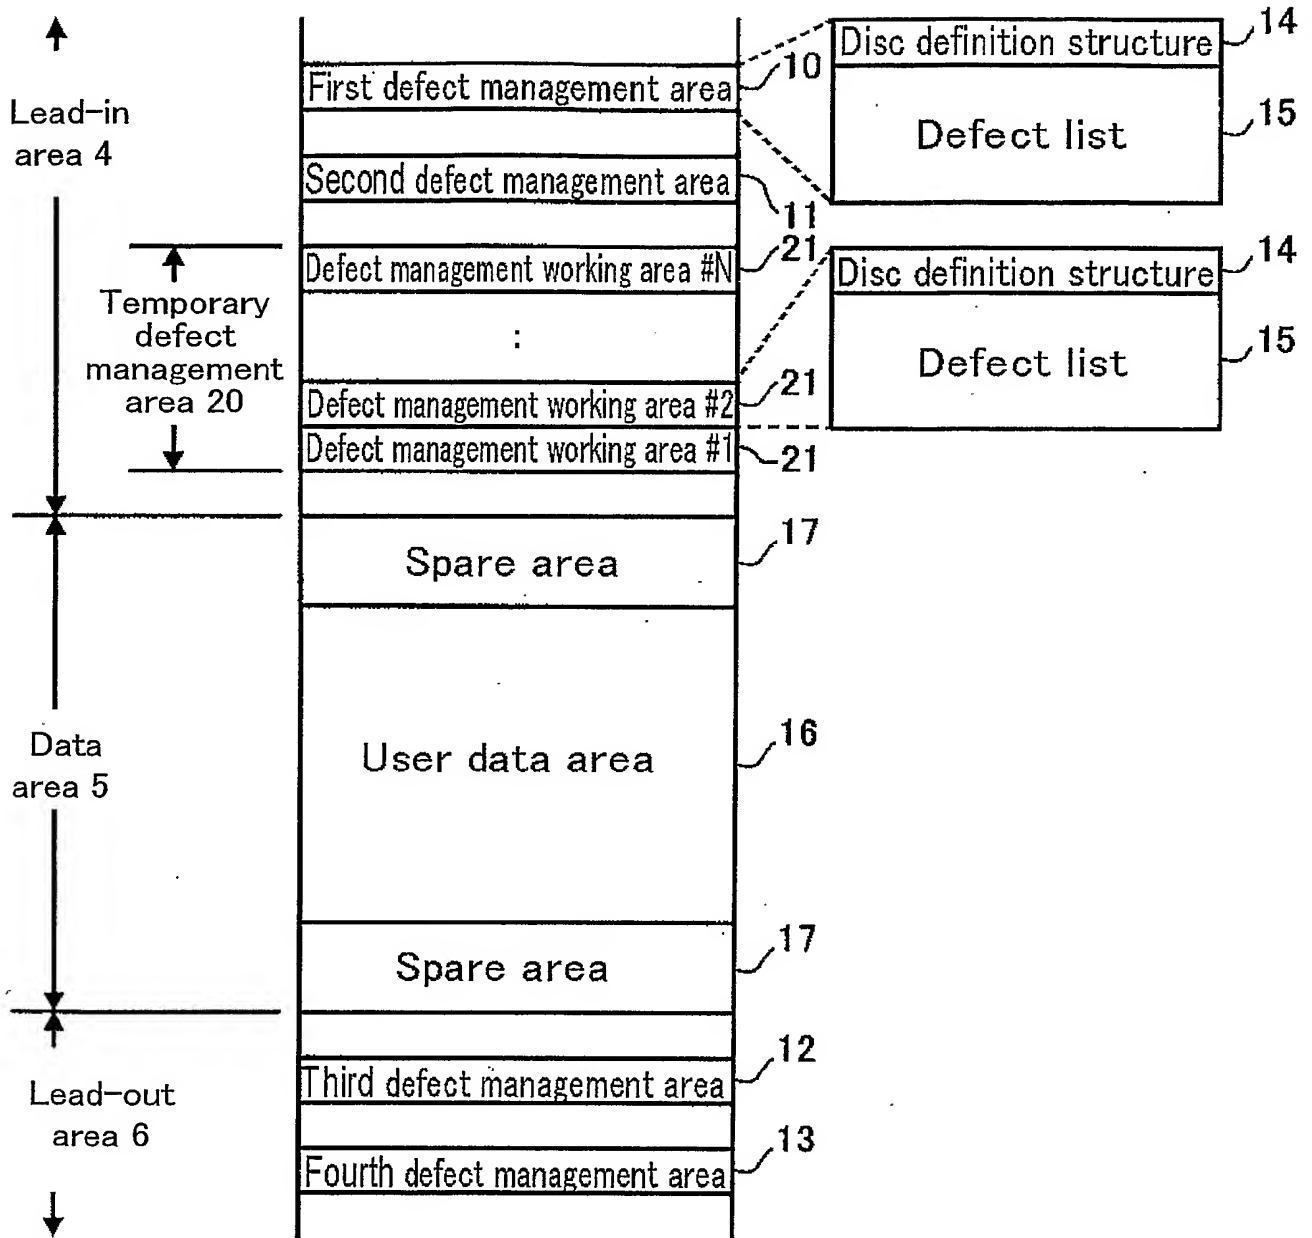 Lead-in
area 4
Temporary
defect
management
area 20
Data
area 5
Lead-out
area 6
First defect management area
10
Second defect management area
11
Defect management working area #N
21
:
Defect management working area #2
21
Defect management working area #1
21
Spare area
17
User data area
16
Spare area
17
Third defect management area
12
Fourth defect management area
13
Disc definition structure
14
Defect list
15
Disc definition structure
14
Defect list
15